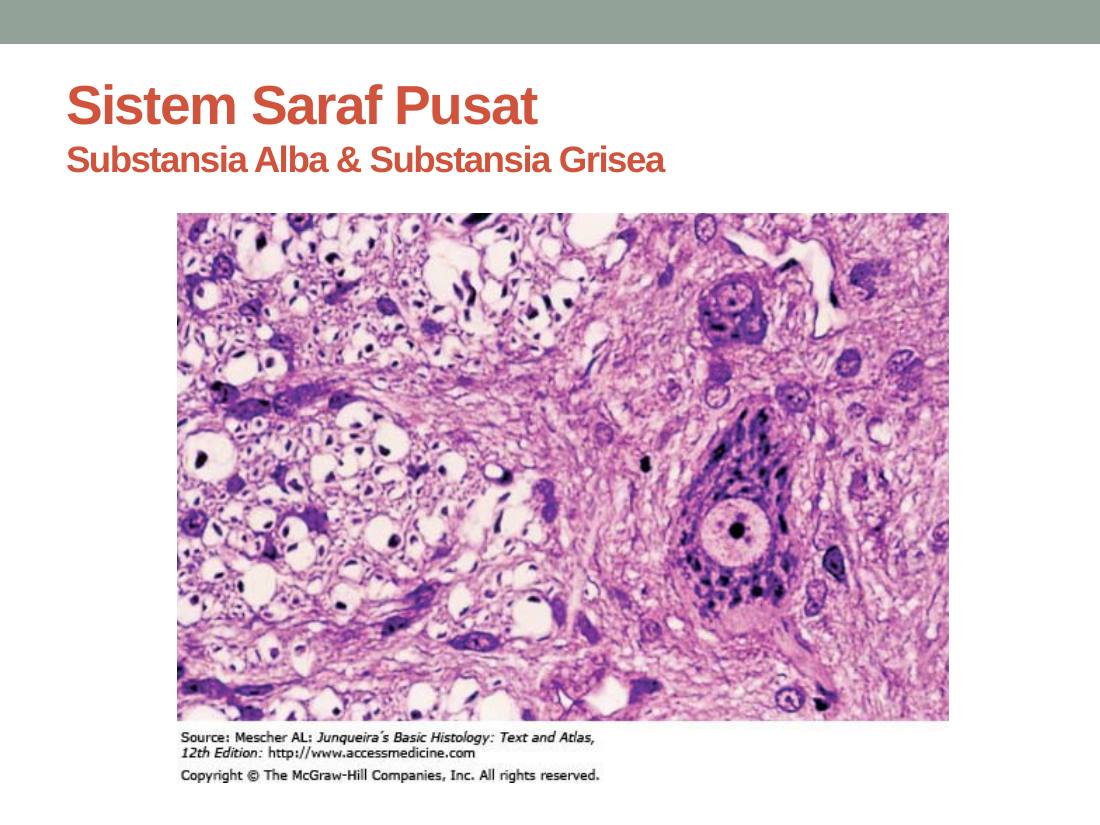 Sistem Saraf Pusat
Substansia Alba & Substansia Grisea
Source: Mescher AL: Junqueira´s Basic Histology: Text and Atlas,
12th Edition: http://www.accessmedicine.com
Copyright © The McGraw-Hill Companies, Inc. All rights reserved.